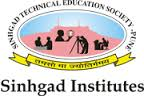 SINHGAD TECHNICAL EDUCATION SOCIETY, PUNE
तमसो मा ज्योतिर्गमय
Sinhgad Institutes